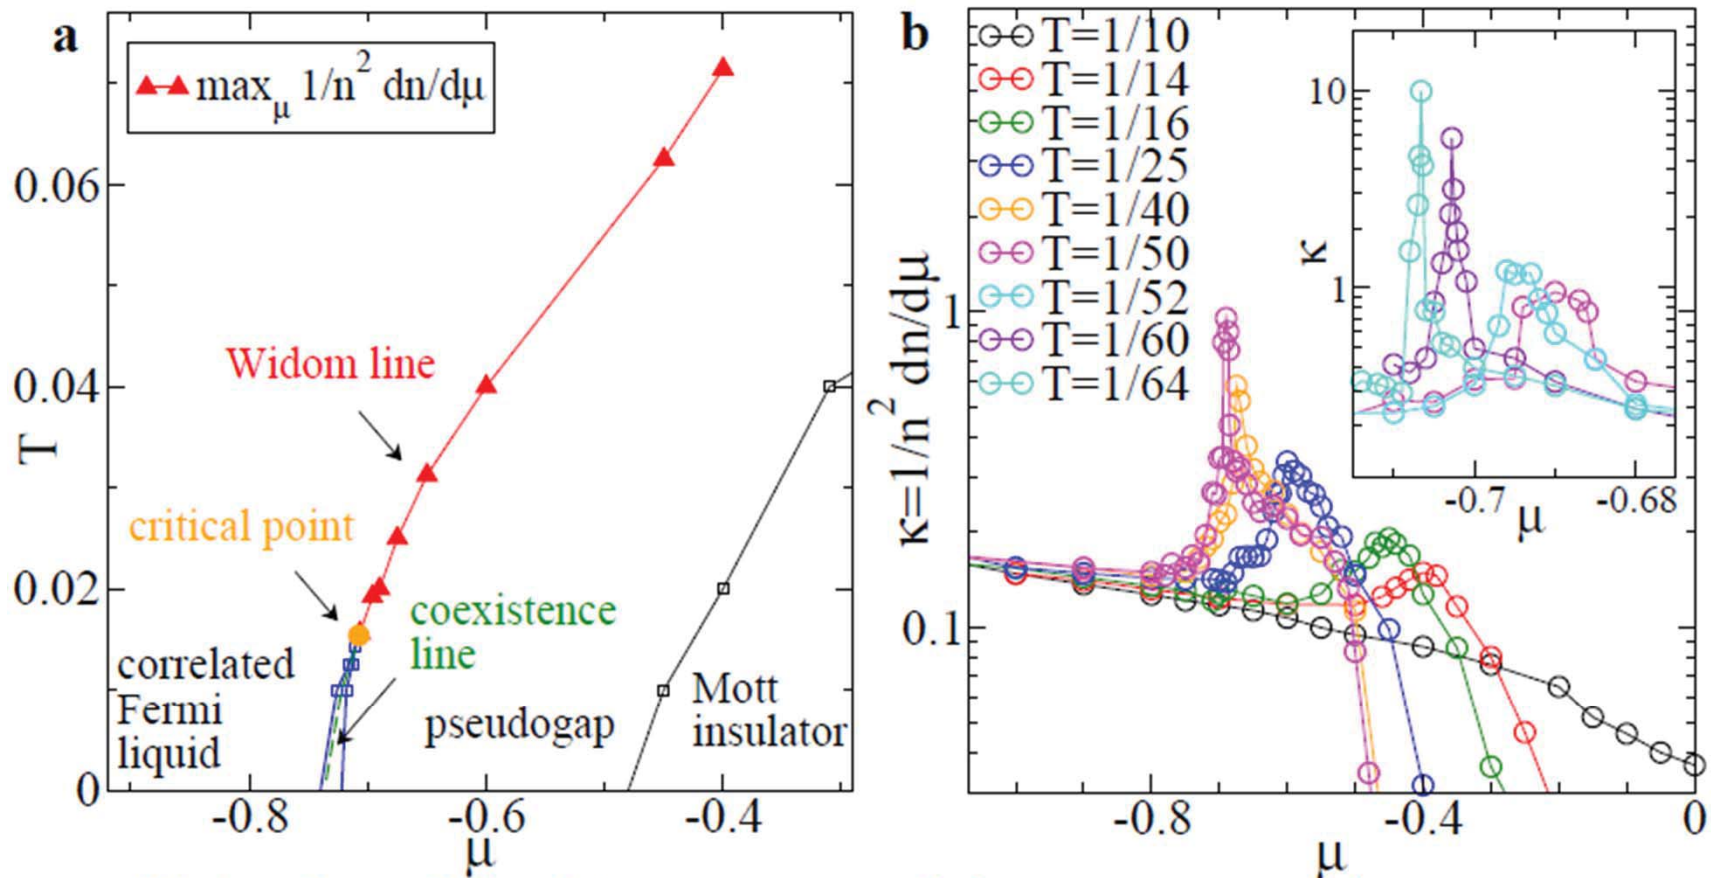 a
max_μ 1/n² dn/dμ
0.06
0.04
0.02
0
T
Widom line
critical point
coexistence
line
correlated
Fermi
liquid
pseudogap
Mott
insulator
-0.8
-0.6
-0.4
μ
b
T=1/10
T=1/14
T=1/16
T=1/25
T=1/40
T=1/50
T=1/52
T=1/60
T=1/64
κ=1/n² dn/dμ
1
0.1
-0.8
-0.4
0
μ
10
1
κ
-0.7
-0.68
μ